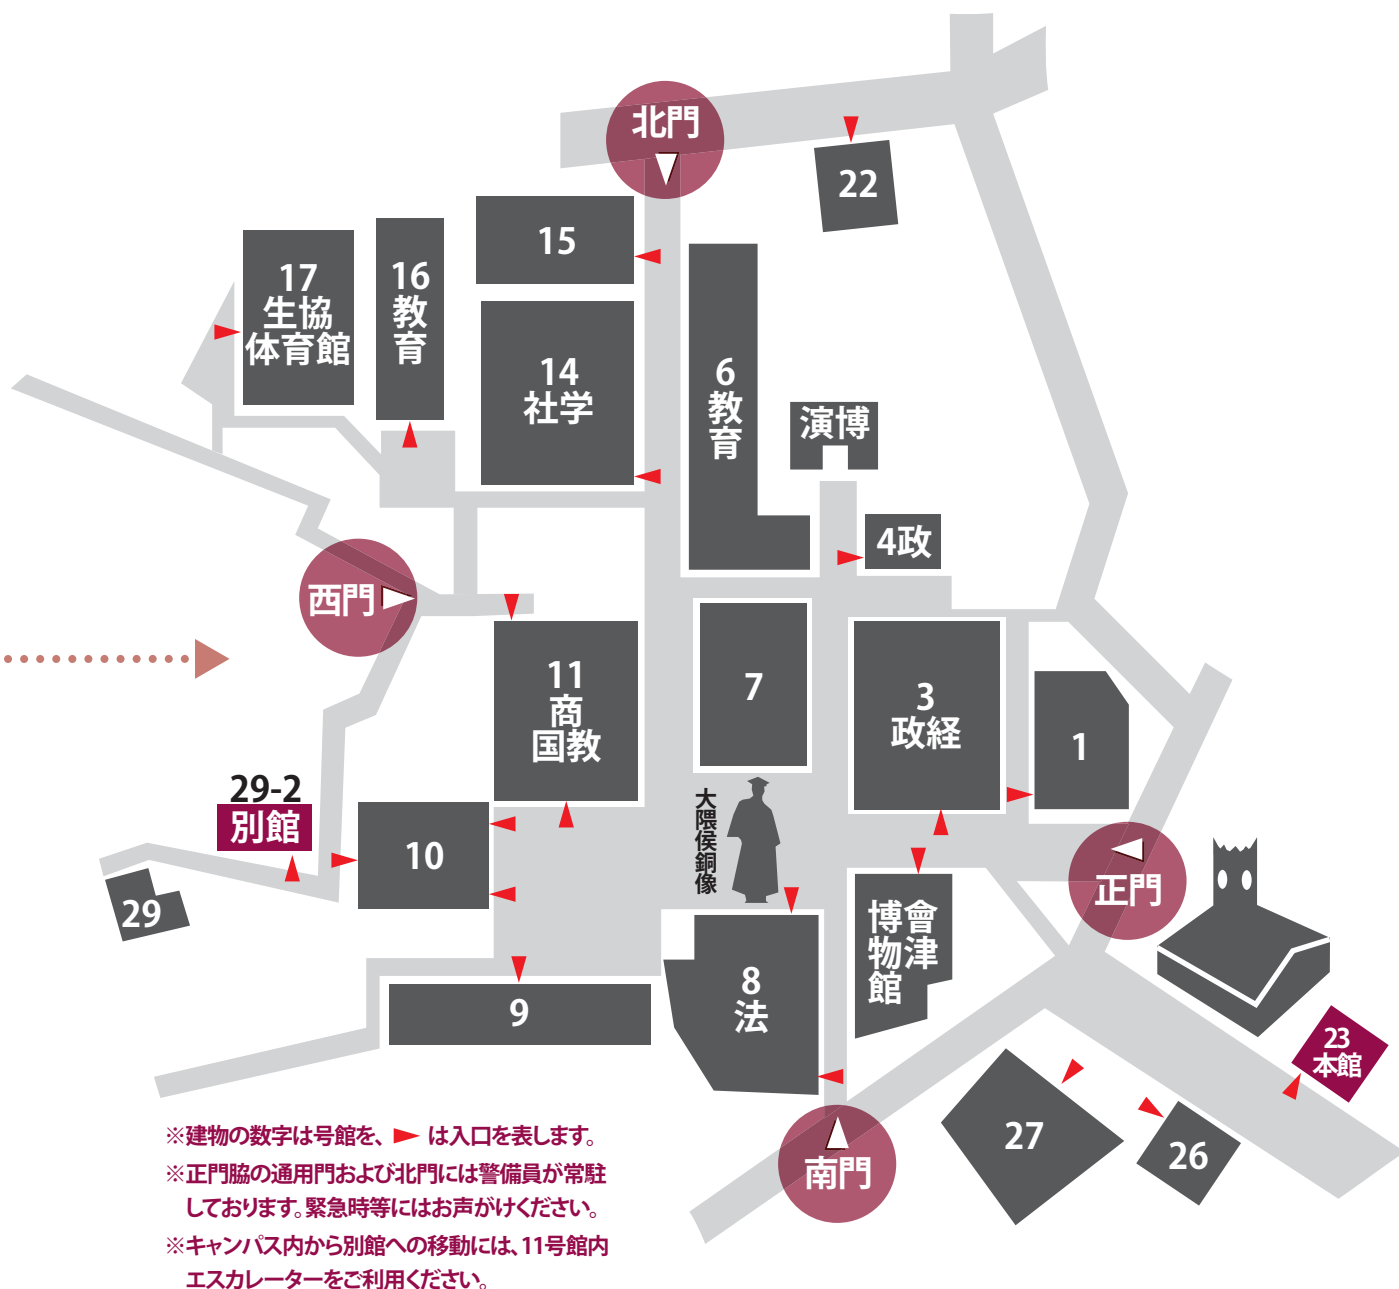 北門
22
15
17
生協
体育館
16
教
育
14
社学
6
教
育
演博
4政
西門
11
商
国教
7
3
政経
1
29-2
別館
10
大隈侯銅像
29
正門
會津
博物館
8
法
9
23
本館
27
26
南門
※建物の数字は号館を、 は入口を表します。
※正門脇の通用門および北門には警備員が常駐
しております。緊急時等にはお声がけください。
※キャンパス内から別館への移動には、11号館内
エスカレーターをご利用ください。